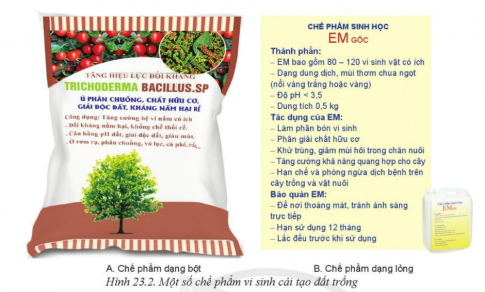 TĂNG HIỆU LỰC ĐỐI KHÁNG
TRICHODERMA BACILLUS.SP
Ủ PHÂN CHUỒNG, CHẤT HỮU CƠ,
GIẢI ĐỘC ĐẤT, KHÁNG NẤM HẠI RỄ
Công dụng: Tăng cường hệ vi nấm có ích
- Đối kháng nấm hại, khống chế thối rễ.
- Cân bằng pH đất, giải độc đất, giàu mùn.
- Ủ rơm rạ, phân chuồng, vỏ lạc, cà phê,
A. Chế phẩm dạng bột
CHẾ PHẨM SINH HỌC
EM GỐC
Thành phần:
- EM bao gồm 80 – 120 vi sinh vật có ích
- Dạng dung dịch, mùi thơm chua ngọt
(nổi váng trắng hoặc vàng)
- Độ pH < 3,5
- Dung tích 0,5 kg
Tác dụng của EM:
- Làm phân bón vi sinh
- Phân giải chất hữu cơ
- Khử trùng, giảm mùi hôi trong chăn nuôi
- Tăng cường khả năng quang hợp cho cây
- Hạn chế và phòng ngừa dịch bệnh trên
cây trồng và vật nuôi
Bảo quản EM:
- Để nơi thoáng mát, tránh ánh sáng
trực tiếp
- Hạn sử dụng 12 tháng
- Lắc đều trước khi sử dụng
EM
B. Chế phẩm dạng lỏng
Hình 23.2. Một số chế phẩm vi sinh cải tạo đất trồng